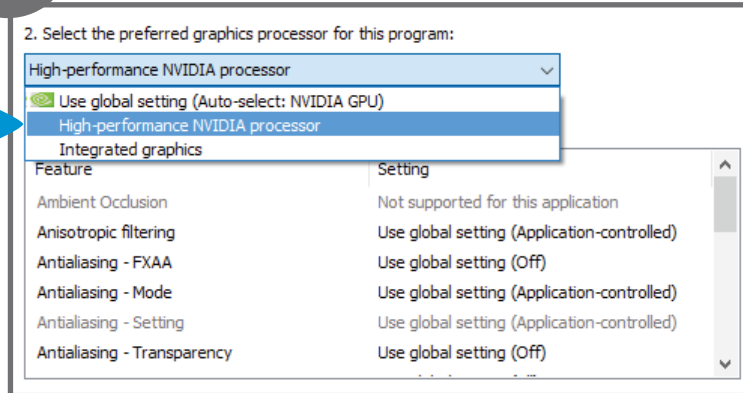 2. Select the preferred graphics processor for this program:
High-performance NVIDIA processor
Use global setting (Auto-select: NVIDIA GPU)
High-performance NVIDIA processor
Integrated graphics
Feature Setting
Ambient Occlusion Not supported for this application
Anisotropic filtering Use global setting (Application-controlled)
Antialiasing - FXAA Use global setting (Off)
Antialiasing - Mode Use global setting (Application-controlled)
Antialiasing - Setting Use global setting (Application-controlled)
Antialiasing - Transparency Use global setting (Off)